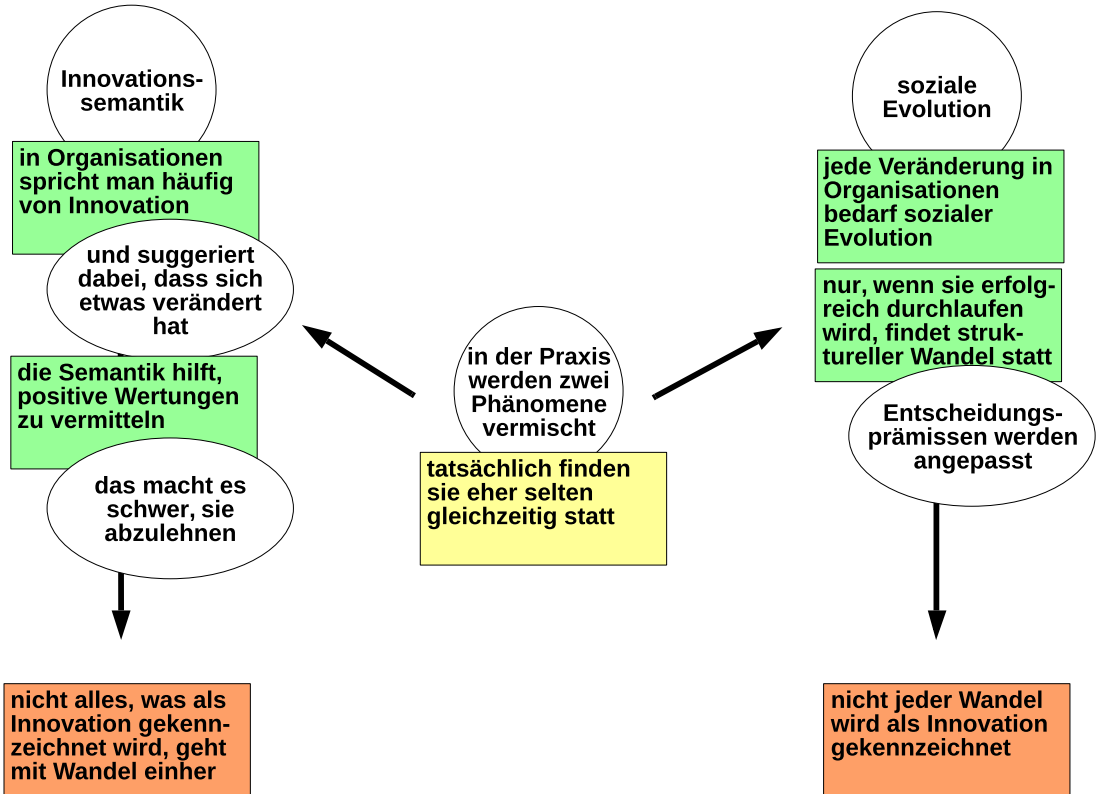 Innovations-
semantik
in Organisationen
spricht man häufig
von Innovation
und suggeriert
dabei, dass sich
etwas verändert
hat
die Semantik hilft,
positive Wertungen
zu vermitteln
das macht es
schwer, sie
abzulehnen
nicht alles, was als
Innovation gekenn-
zeichnet wird, geht
mit Wandel einher
in der Praxis
werden zwei
Phänomene
vermischt
tatsächlich finden
sie eher selten
gleichzeitig statt
soziale
Evolution
jede Veränderung in
Organisationen
bedarf sozialer
Evolution
nur, wenn sie erfolg-
reich durchlaufen
wird, findet struk-
tureller Wandel statt
Entscheidungs-
prämissen werden
angepasst
nicht jeder Wandel
wird als Innovation
gekennzeichnet